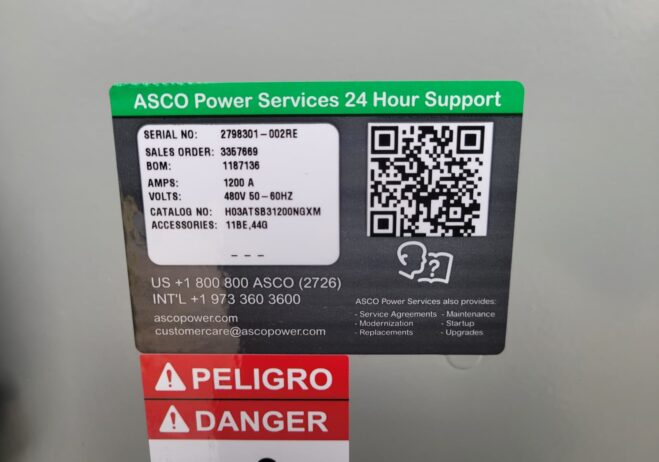 ASCO Power Services 24 Hour Support
SERIAL NO: 2798301-002RE
SALES ORDER: 3357669
BOM: 1187136
AMPS: 1200 A
VOLTS: 480V 50-60HZ
CATALOG NO: H03ATSB31200NGXM
ACCESSORIES: 11BE,44G
- - -
?
US +1 800 800 ASCO (2726)
INT'L +1 973 360 3600
ascopower.com
customercare@ascopower.com
ASCO Power Services also provides:
- Service Agreements - Maintenance
- Modernization - Startup
- Replacements - Upgrades
! PELIGRO
! DANGER